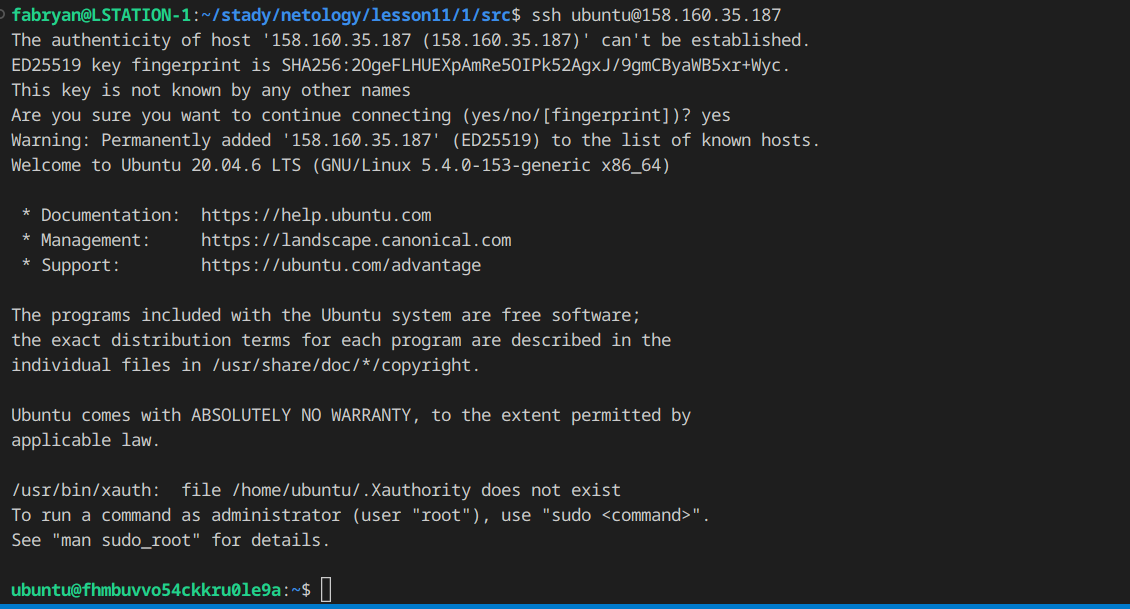 fabryan@LSTATION-1:~/stady/netology/lesson11/1/src$ ssh ubuntu@158.160.35.187
The authenticity of host '158.160.35.187 (158.160.35.187)' can't be established.
ED25519 key fingerprint is SHA256:2OgeFLHUEXpAmRe5OIPk52AgxJ/9gmCByaWB5xr+Wyc.
This key is not known by any other names
Are you sure you want to continue connecting (yes/no/[fingerprint])? yes
Warning: Permanently added '158.160.35.187' (ED25519) to the list of known hosts.
Welcome to Ubuntu 20.04.6 LTS (GNU/Linux 5.4.0-153-generic x86_64)

 * Documentation:  https://help.ubuntu.com
 * Management:     https://landscape.canonical.com
 * Support:        https://ubuntu.com/advantage

The programs included with the Ubuntu system are free software;
the exact distribution terms for each program are described in the
individual files in /usr/share/doc/*/copyright.

Ubuntu comes with ABSOLUTELY NO WARRANTY, to the extent permitted by
applicable law.

/usr/bin/xauth:  file /home/ubuntu/.Xauthority does not exist
To run a command as administrator (user "root"), use "sudo <command>".
See "man sudo_root" for details.

ubuntu@fhmbuvvo54ckkru0le9a:~$